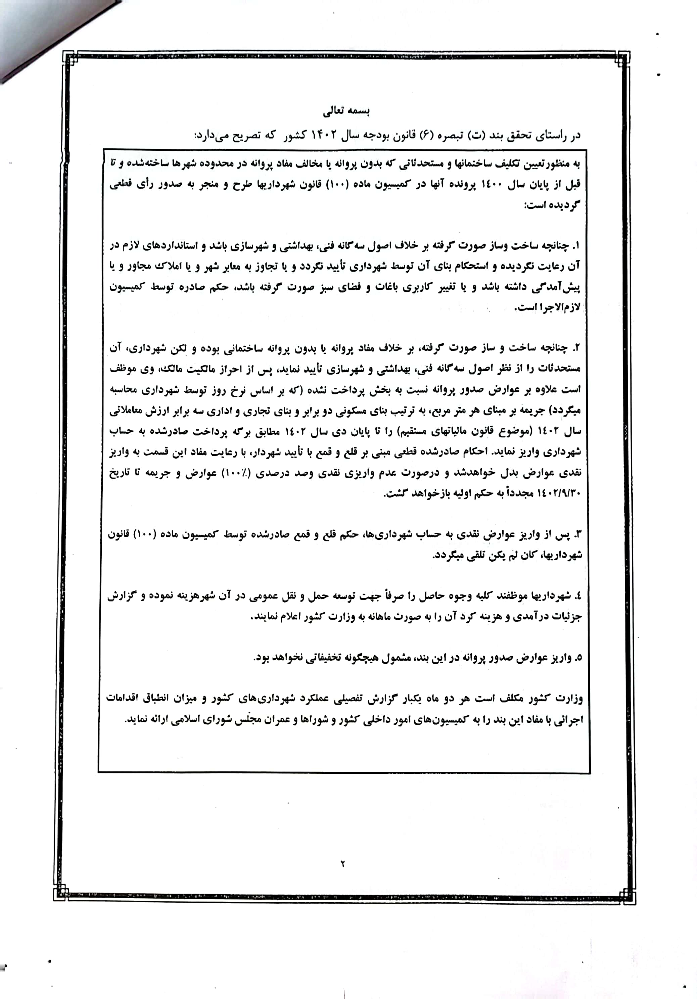 بسمه تعالی
در راستای تحقق بند (ت) تبصره (۶) قانون بودجه سال ۱۴۰۲ کشور که تصریح می‌دارد:
به منظور تعیین تکلیف ساختمانها و مستحدثاتی که بدون پروانه یا مخالف مفاد پروانه در محدوده شهرها ساخته‌شده و تا
قبل از پایان سال ١٤٠٠ پرونده آنها در کمیسیون ماده (١٠٠) قانون شهرداریها طرح و منجر به صدور رأی قطعی
گردیده است:
١. چنانچه ساخت وساز صورت گرفته بر خلاف اصول سه‌گانه فنی، بهداشتی و شهرسازی باشد و استانداردهای لازم در
آن رعایت نگردیده و استحکام بنای آن توسط شهرداری تأیید نگردد و یا تجاوز به معابر شهر و یا املاک مجاور و یا
پیش‌آمدگی داشته باشد و یا تغییر کاربری باغات و فضای سبز صورت گرفته باشد، حکم صادره توسط کمیسیون
لازم‌الاجرا است.
٢. چنانچه ساخت و ساز صورت گرفته، بر خلاف مفاد پروانه یا بدون پروانه ساختمانی بوده و لکن شهرداری، آن
مستحدثات را از نظر اصول سه‌گانه فنی، بهداشتی و شهرسازی تأیید نماید، پس از احراز مالکیت مالک، وی موظف
است علاوه بر عوارض صدور پروانه نسبت به بخش پرداخت نشده (که بر اساس نرخ روز توسط شهرداری محاسبه
میگردد) جریمه بر مبنای هر متر مربع، به ترتیب بنای مسکونی دو برابر و بنای تجاری و اداری سه برابر ارزش معاملاتی
سال ١٤٠٢ (موضوع قانون مالیاتهای مستقیم) را تا پایان دی سال ١٤٠٢ مطابق برگه پرداخت صادرشده به حساب
شهرداری واریز نماید. احکام صادرشده قطعی مبنی بر قلع و قمع با تأیید شهردار، با رعایت مفاد این قسمت به واریز
نقدی عوارض بدل خواهدشد و درصورت عدم واریزی نقدی وصد درصدی (١٠٠٪) عوارض و جریمه تا تاریخ
١٤٠٢/٩/٣٠ مجدداً به حکم اولیه بازخواهد گشت.
٣. پس از واریز عوارض نقدی به حساب شهرداری‌ها، حکم قلع و قمع صادرشده توسط کمیسیون ماده (١٠٠) قانون
شهرداریها، کان لم یکن تلقی میگردد.
٤. شهرداریها موظفند کلیه وجوه حاصل را صرفاً جهت توسعه حمل و نقل عمومی در آن شهرهزینه نموده و گزارش
جزئیات درآمدی و هزینه کرد آن را به صورت ماهانه به وزارت کشور اعلام نمایند.
٥. واریز عوارض صدور پروانه در این بند، مشمول هیچگونه تخفیفاتی نخواهد بود.
وزارت کشور مکلف است هر دو ماه یکبار گزارش تفصیلی عملکرد شهرداری‌های کشور و میزان انطباق اقدامات
اجرائی با مفاد این بند را به کمیسیون‌های امور داخلی کشور و شوراها و عمران مجلس شورای اسلامی ارائه نماید.
٢